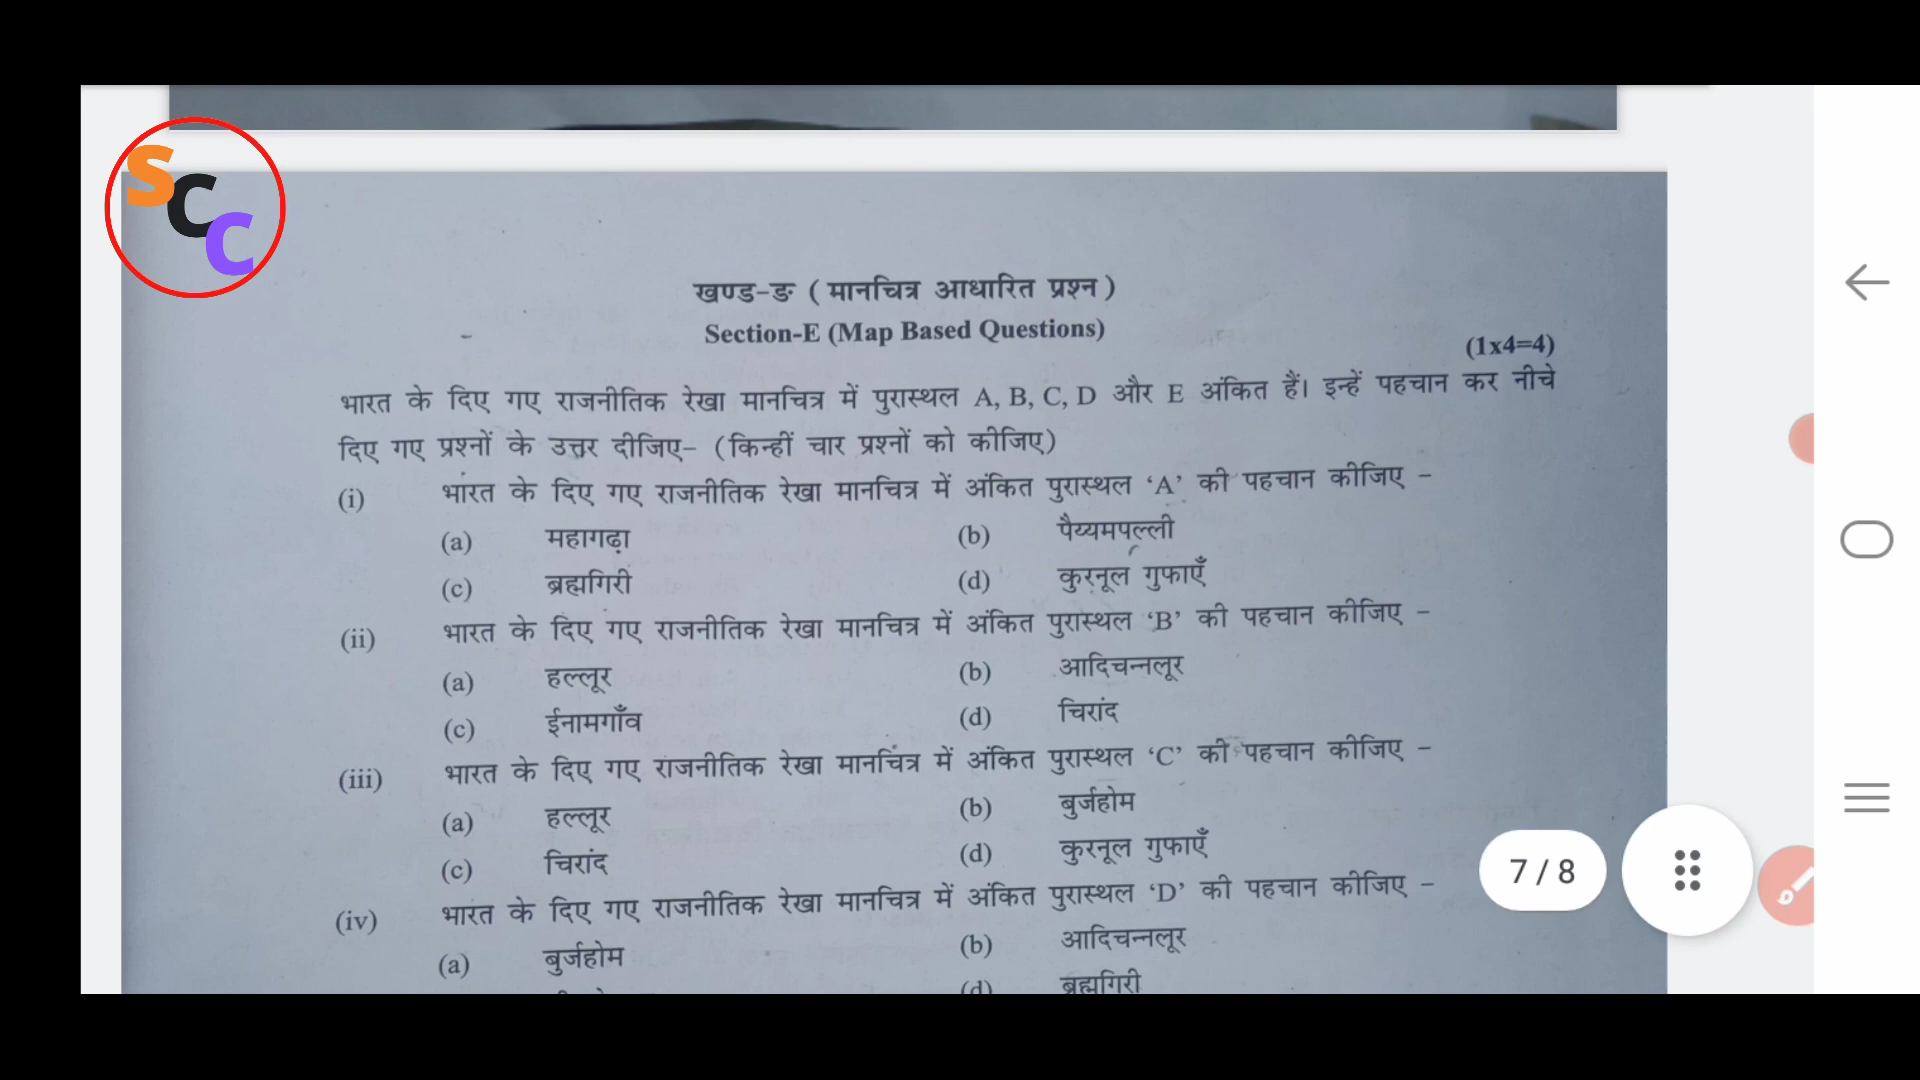 SCC
खण्ड-ङ (मानचित्र आधारित प्रश्न)
Section-E (Map Based Questions)
(1x4=4)
भारत के दिए गए राजनीतिक रेखा मानचित्र में पुरास्थल A, B, C, D और E अंकित हैं। इन्हें पहचान कर नीचे
दिए गए प्रश्नों के उत्तर दीजिए– (किन्हीं चार प्रश्नों को कीजिए)
(i) भारत के दिए गए राजनीतिक रेखा मानचित्र में अंकित पुरास्थल ‘A’ की पहचान कीजिए –
(a) महागढ़ा (b) पैय्यमपल्ली
(c) ब्रह्मगिरी (d) कुरनूल गुफाएँ
(ii) भारत के दिए गए राजनीतिक रेखा मानचित्र में अंकित पुरास्थल ‘B’ की पहचान कीजिए –
(a) हल्लूर (b) आदिचन्नलूर
(c) ईनामगाँव (d) चिरांद
(iii) भारत के दिए गए राजनीतिक रेखा मानचित्र में अंकित पुरास्थल ‘C’ की पहचान कीजिए –
(a) हल्लूर (b) बुर्जहोम
(c) चिरांद (d) कुरनूल गुफाएँ
(iv) भारत के दिए गए राजनीतिक रेखा मानचित्र में अंकित पुरास्थल ‘D’ की पहचान कीजिए –
(a) बुर्जहोम (b) आदिचन्नलूर
(d) ब्रह्मगिरी
7 / 8